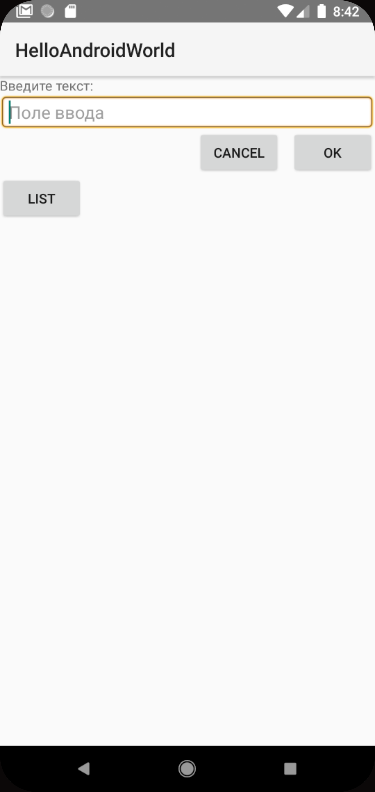 8:42
HelloAndroidWorld
Введите текст:
Поле ввода
CANCEL OK
LIST